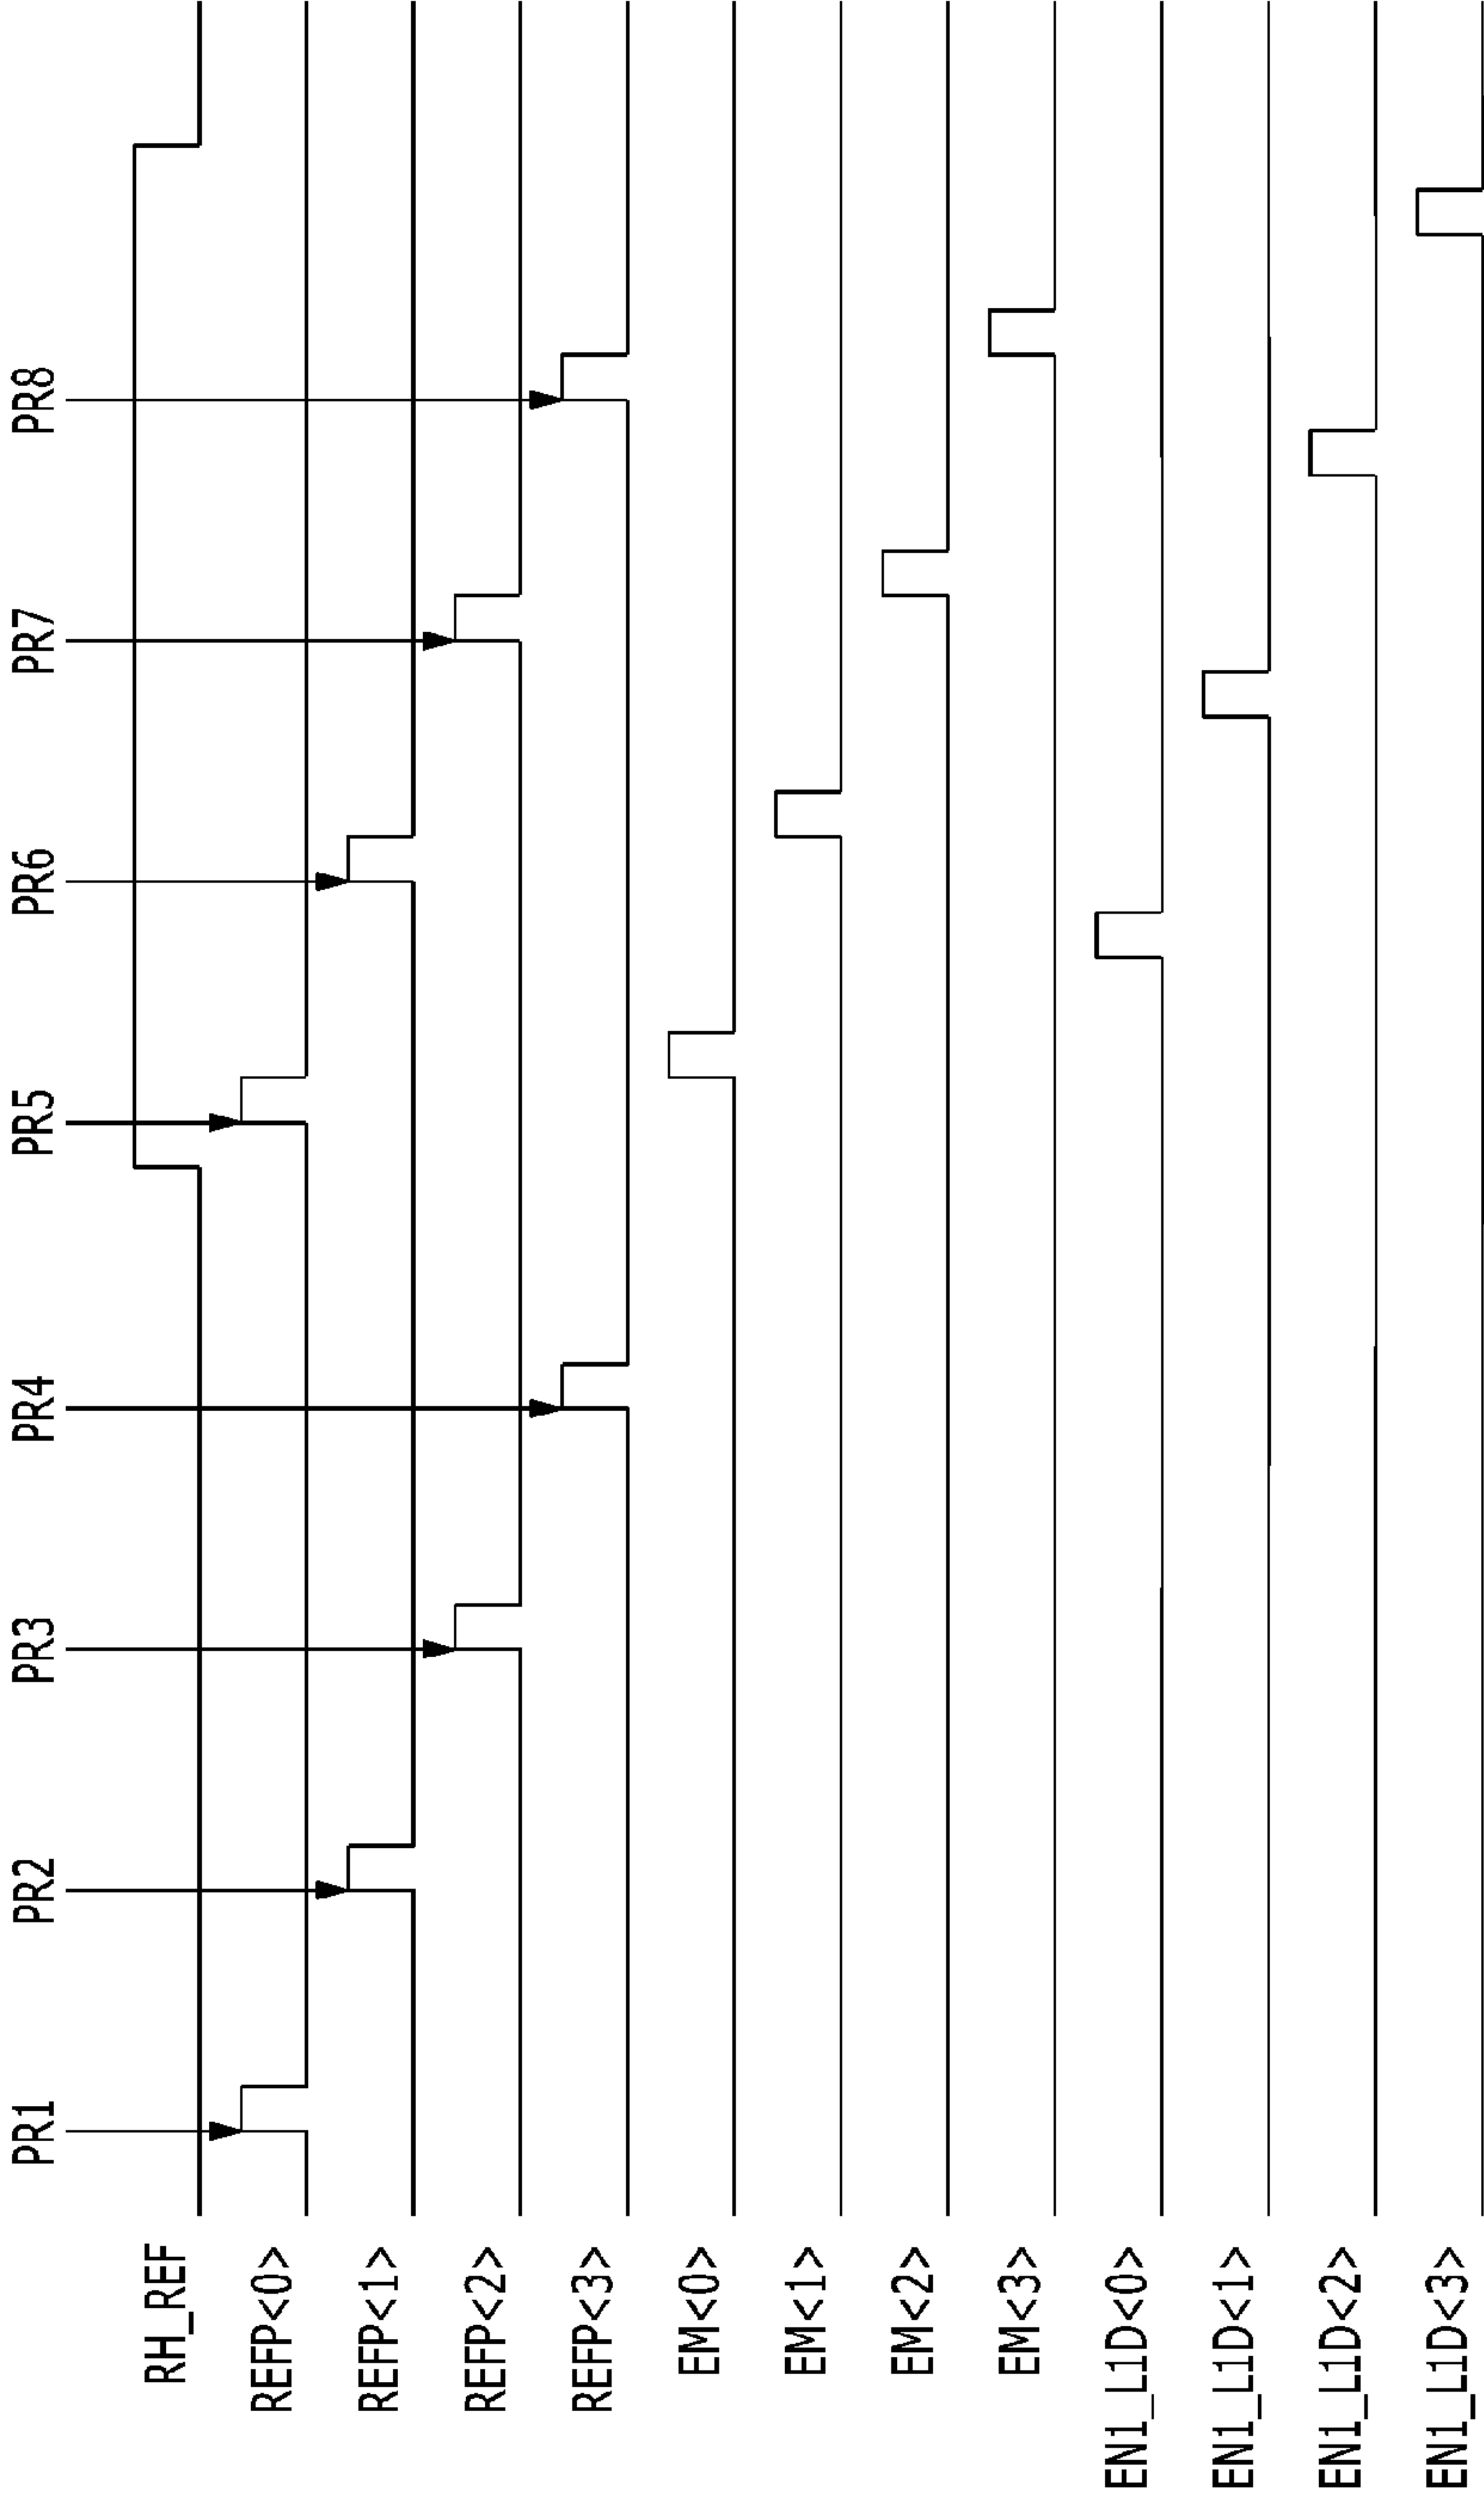 PR1 PR2 PR3 PR4 PR5 PR6 PR7 PR8
RH_REF
REFP<0>
REFP<1>
REFP<2>
REFP<3>
EM<0>
EM<1>
EM<2>
EM<3>
EN1_L1D<0>
EN1_L1D<1>
EN1_L1D<2>
EN1_L1D<3>